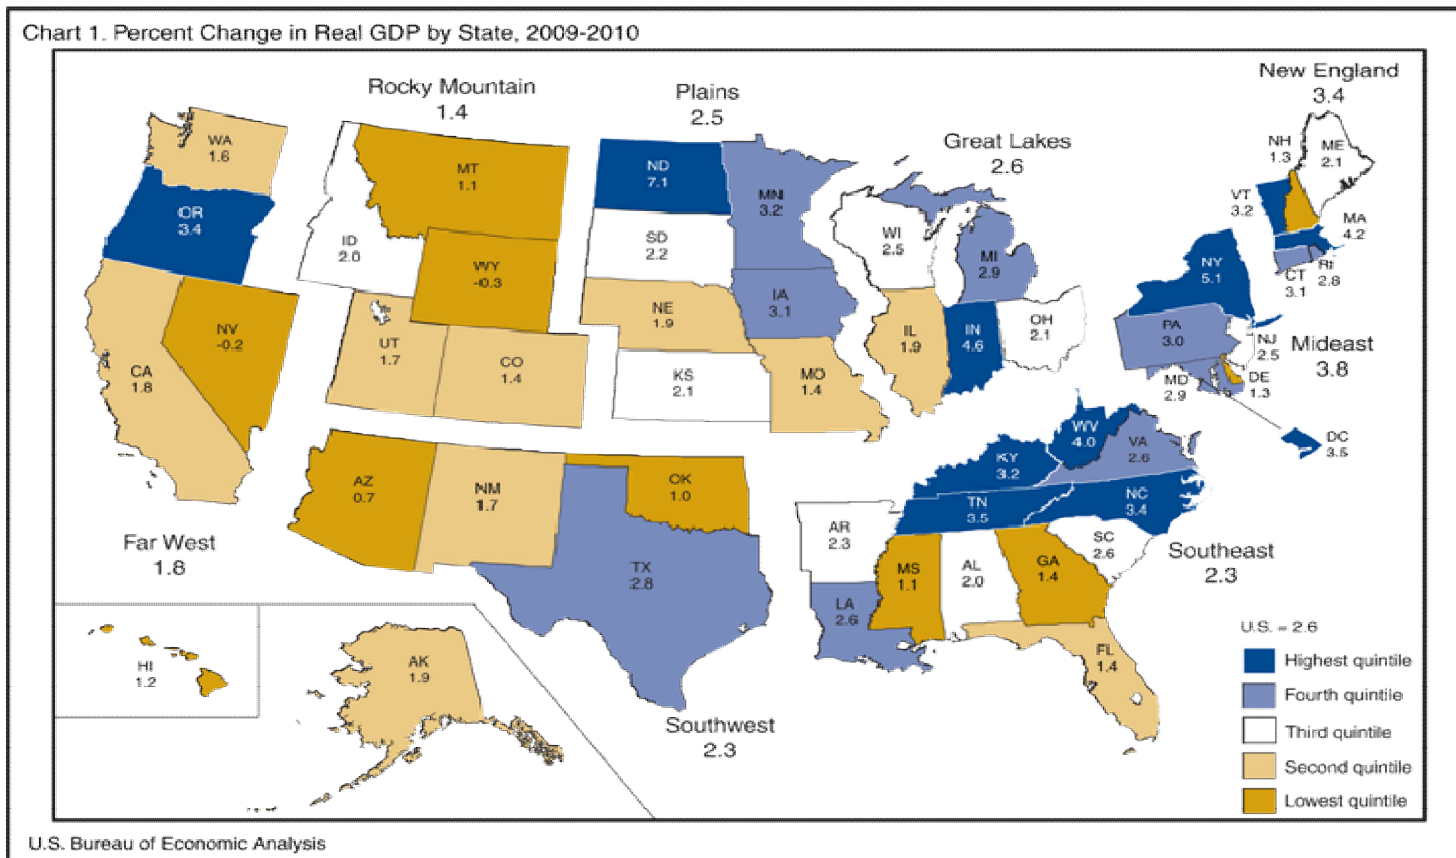 Chart 1. Percent Change in Real GDP by State, 2009-2010
Rocky Mountain
1.4
Plains
2.5
Great Lakes
2.6
New England
3.4
WA
1.6
OR
3.4
ID
2.0
MT
1.1
WY
-0.3
NV
-0.2
CA
1.8
UT
1.7
CO
1.4
ND
7.1
SD
2.2
NE
1.9
KS
2.1
MN
3.2
IA
3.1
MO
1.4
WI
2.5
MI
2.9
IL
1.9
IN
4.6
OH
2.1
NH
1.3
ME
2.1
VT
3.2
MA
4.2
NY
5.1
CT
3.1
RI
2.8
PA
3.0
NJ
2.5
Mideast
3.8
MD
2.9
DE
1.3
DC
3.5
AZ
0.7
NM
1.7
OK
1.0
TX
2.8
Far West
1.8
WV
4.0
VA
2.6
KY
3.2
TN
3.5
NC
3.4
AR
2.3
SC
2.6
MS
1.1
AL
2.0
GA
1.4
LA
2.6
FL
1.4
Southeast
2.3
HI
1.2
AK
1.9
Southwest
2.3
U.S. = 2.6
Highest quintile
Fourth quintile
Third quintile
Second quintile
Lowest quintile
U.S. Bureau of Economic Analysis